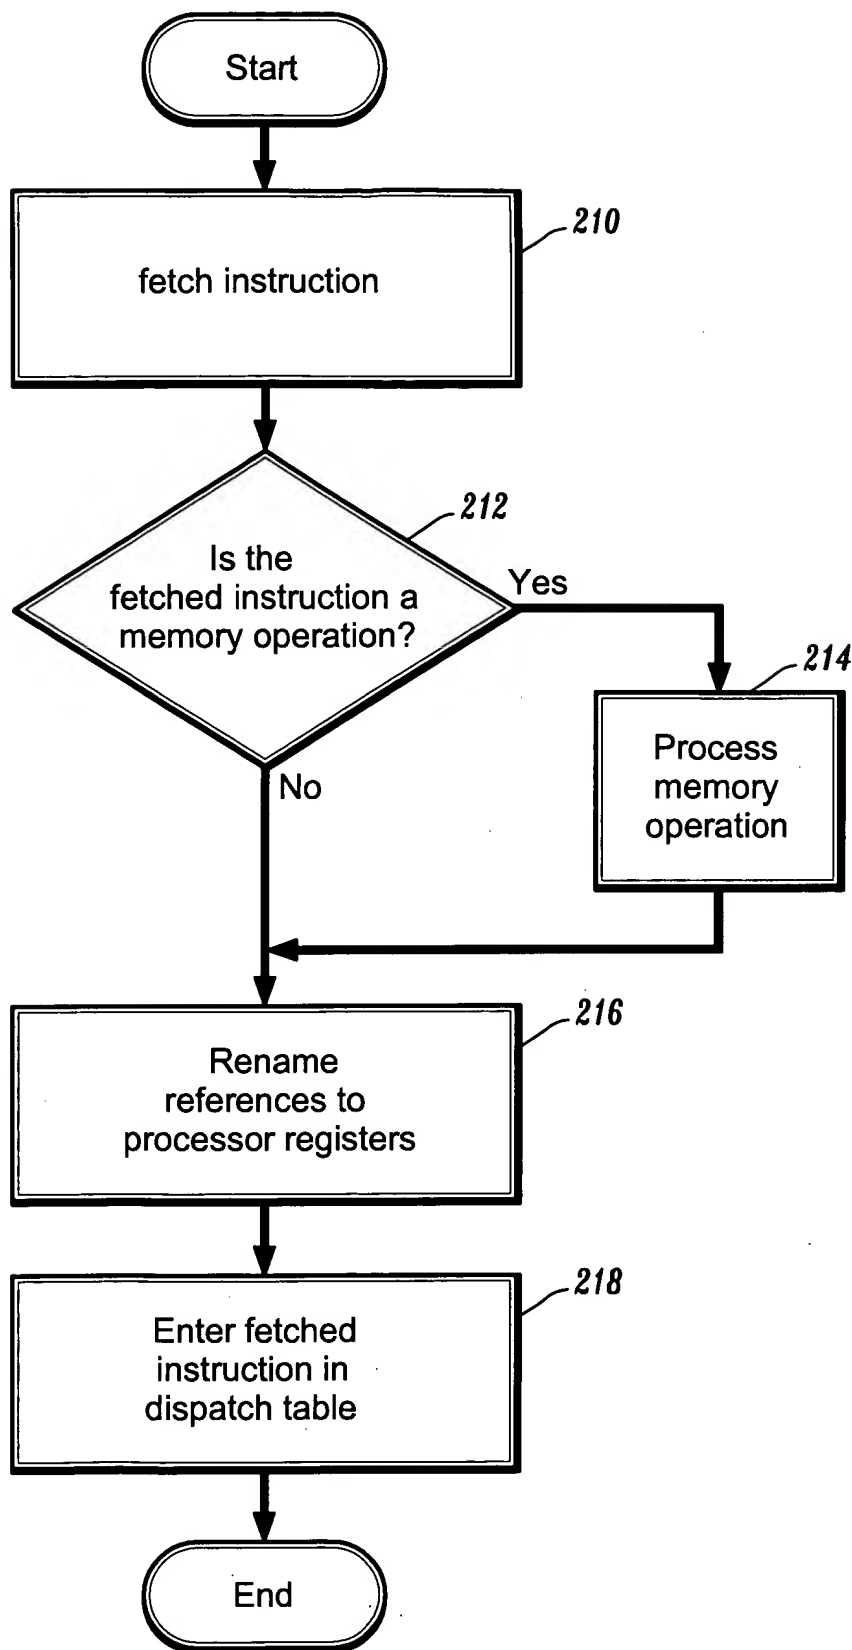 Start
210
fetch instruction
212
Is the
fetched instruction a
memory operation?
Yes
214
Process
memory
operation
No
216
Rename
references to
processor registers
218
Enter fetched
instruction in
dispatch table
End